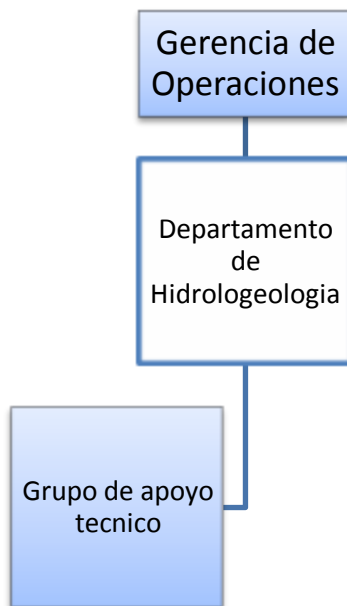 Gerencia de
Operaciones
Departamento
de
Hidrologeologia
Grupo de apoyo
tecnico